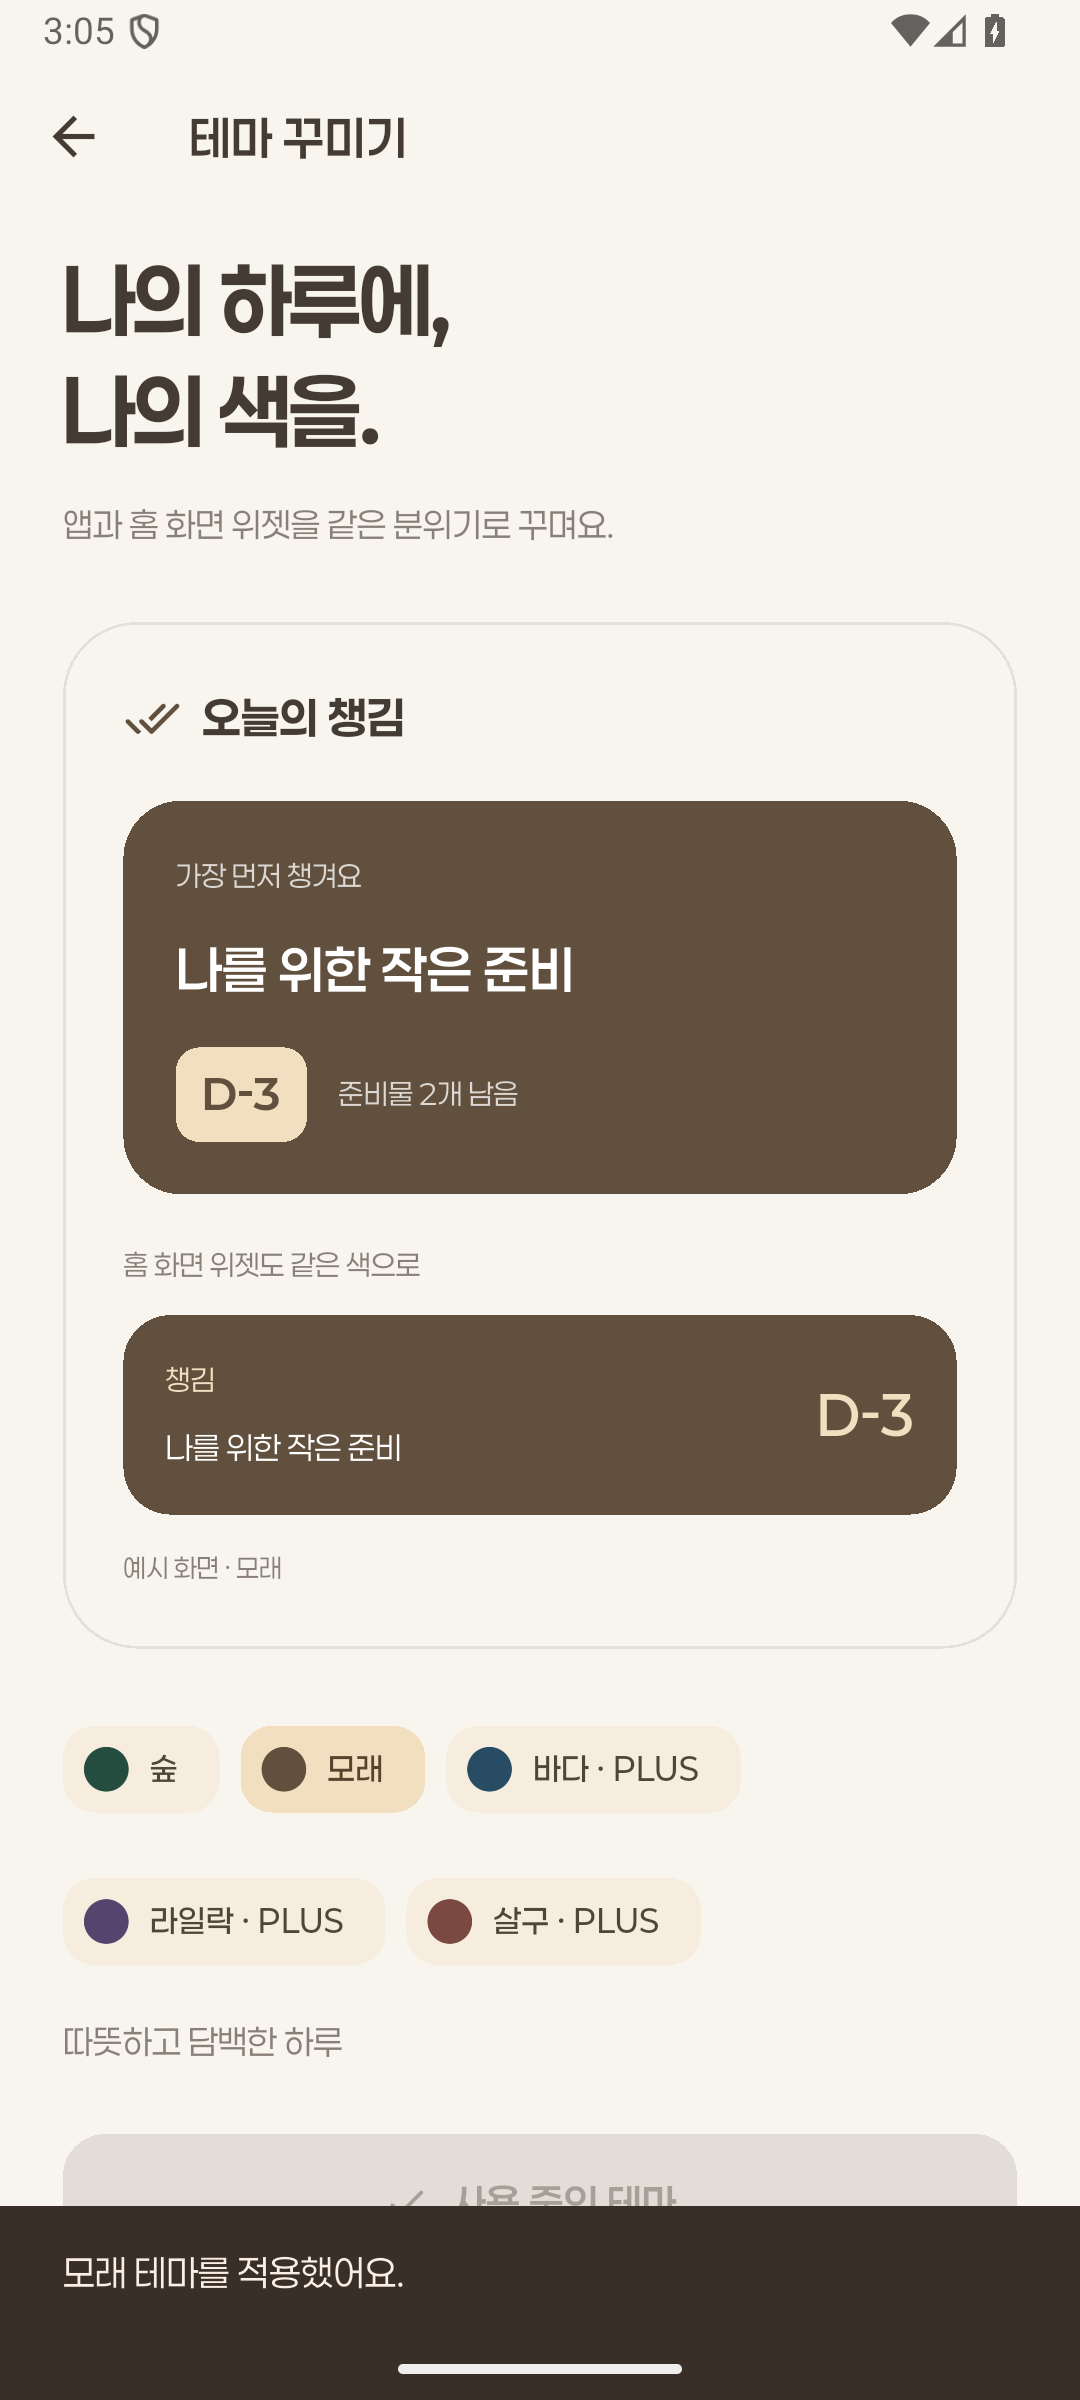 3:05
테마 꾸미기
나의 하루에,
나의 색을.
앱과 홈 화면 위젯을 같은 분위기로 꾸며요.
오늘의 챙김
가장 먼저 챙겨요
나를 위한 작은 준비
D-3 준비물 2개 남음
홈 화면 위젯도 같은 색으로
챙김
나를 위한 작은 준비
D-3
예시 화면 · 모래
숲 모래 바다 · PLUS
라일락 · PLUS 살구 · PLUS
따뜻하고 담백한 하루
사용 중인 테마
모래 테마를 적용했어요.